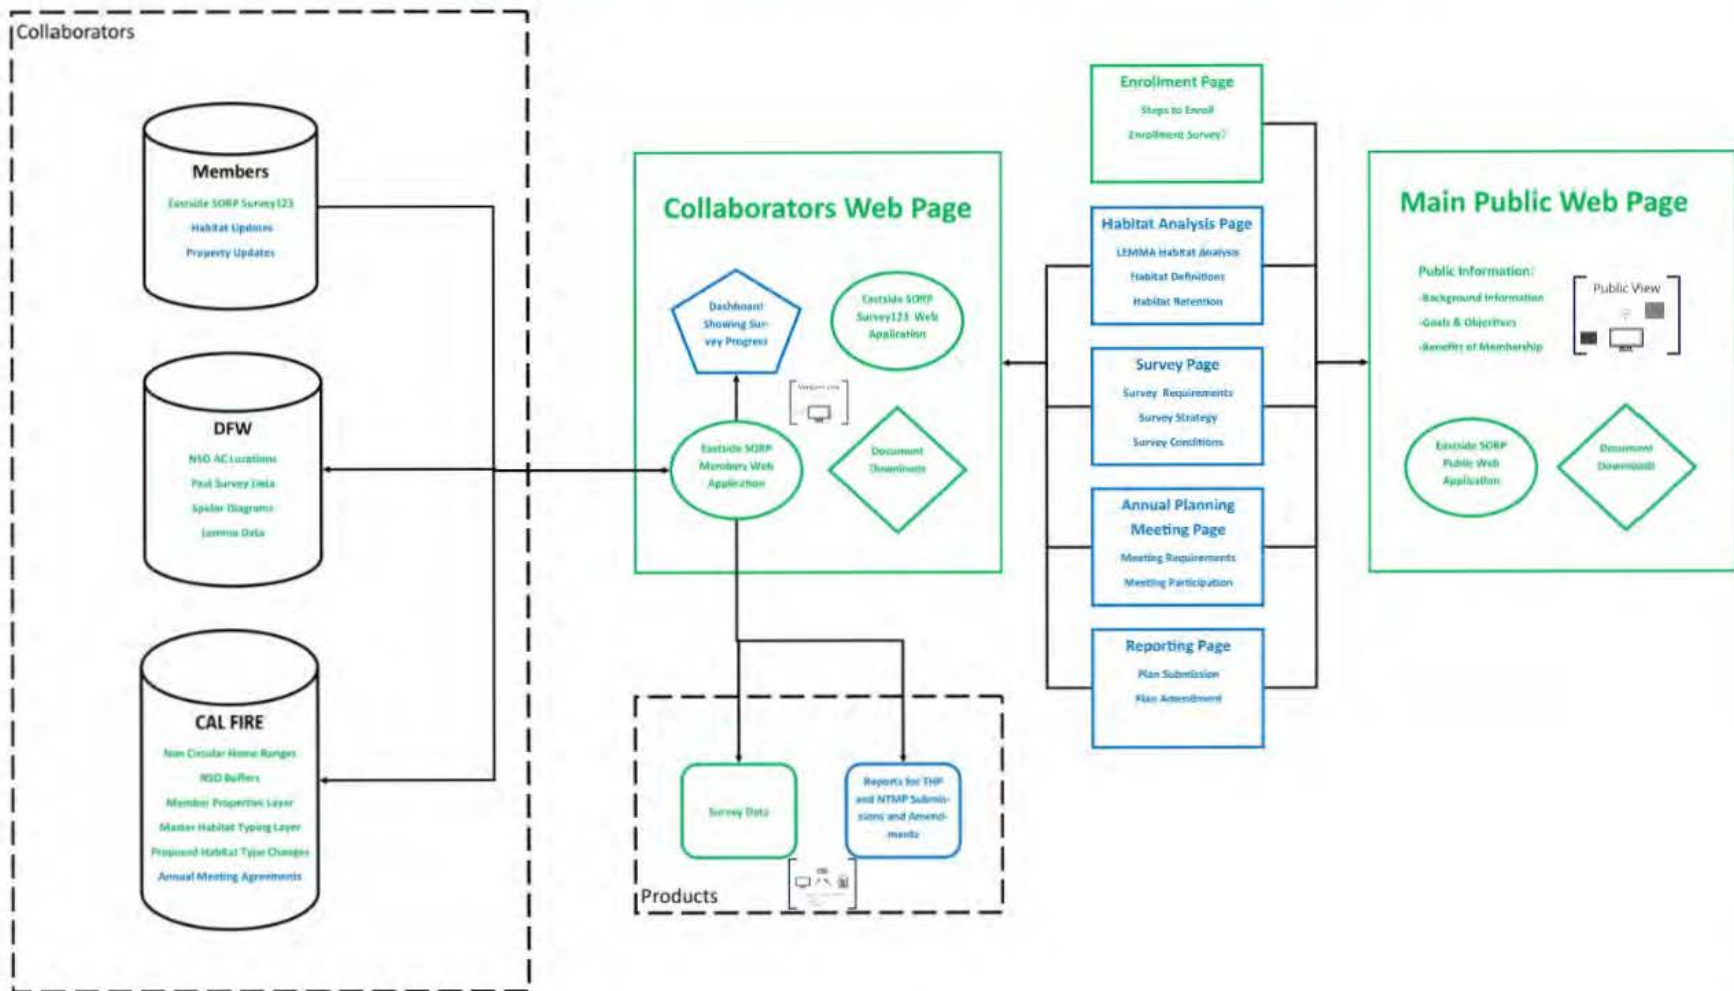 Collaborators
Members
Eastside SORP Survey123
Habitat Updates
Property Updates
DFW
NSO AC Locations
Past Survey Data
Spider Diagrams
Lemma Data
CAL FIRE
Non Circular Home Ranges
NSO Buffers
Member Properties Layer
Master Habitat Typing Layer
Proposed Habitat Type Changes
Annual Meeting Agreements
Collaborators Web Page
Dashboard
Showing Sur-
vey Progress
Eastside SORP
Survey123 Web
Application
Eastside SORP
Members Web
Application
Document
Downloads
Survey Data
Reports for THP
and NTMP Submis-
sions and Amend-
ments
Products
Enrollment Page
Steps to Enroll
Enrollment Survey?
Habitat Analysis Page
LEMMA Habitat Analysis
Habitat Definitions
Habitat Retention
Survey Page
Survey Requirements
Survey Strategy
Survey Conditions
Annual Planning
Meeting Page
Meeting Requirements
Meeting Participation
Reporting Page
Plan Submission
Plan Amendment
Main Public Web Page
Public Information:
-Background Information
-Goals & Objectives
-Benefits of Membership
Public View
Eastside SORP
Public Web
Application
Document
Downloads